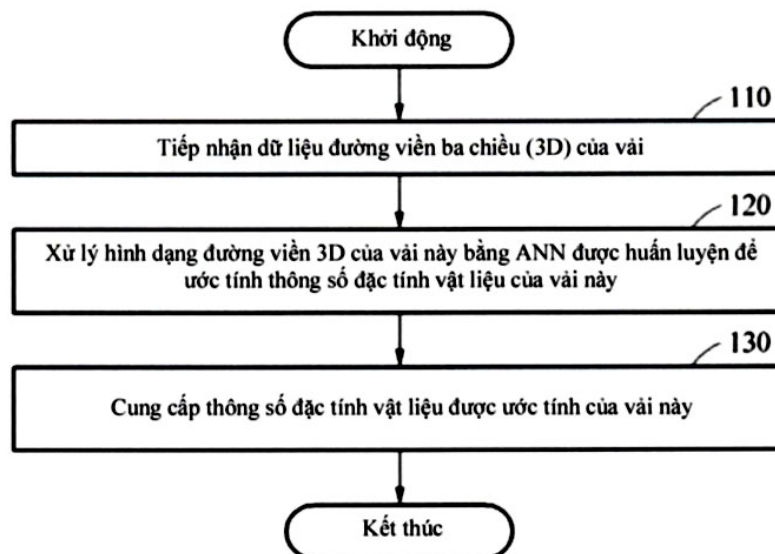 Khởi động
110
Tiếp nhận dữ liệu đường viền ba chiều (3D) của vải
120
Xử lý hình dạng đường viền 3D của vải này bằng ANN được huấn luyện để
ước tính thông số đặc tính vật liệu của vải này
130
Cung cấp thông số đặc tính vật liệu được ước tính của vải này
Kết thúc